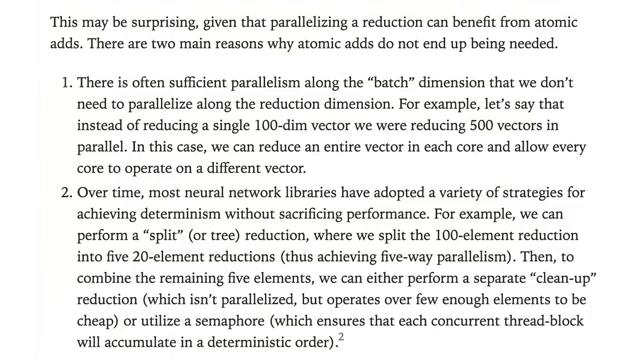 This may be surprising, given that parallelizing a reduction can benefit from atomic
adds. There are two main reasons why atomic adds do not end up being needed.
1. There is often sufficient parallelism along the “batch” dimension that we don’t
need to parallelize along the reduction dimension. For example, let’s say that
instead of reducing a single 100-dim vector we were reducing 500 vectors in
parallel. In this case, we can reduce an entire vector in each core and allow every
core to operate on a different vector.
2. Over time, most neural network libraries have adopted a variety of strategies for
achieving determinism without sacrificing performance. For example, we can
perform a “split” (or tree) reduction, where we split the 100-element reduction
into five 20-element reductions (thus achieving five-way parallelism). Then, to
combine the remaining five elements, we can either perform a separate “clean-up”
reduction (which isn’t parallelized, but operates over few enough elements to be
cheap) or utilize a semaphore (which ensures that each concurrent thread-block
will accumulate in a deterministic order).²